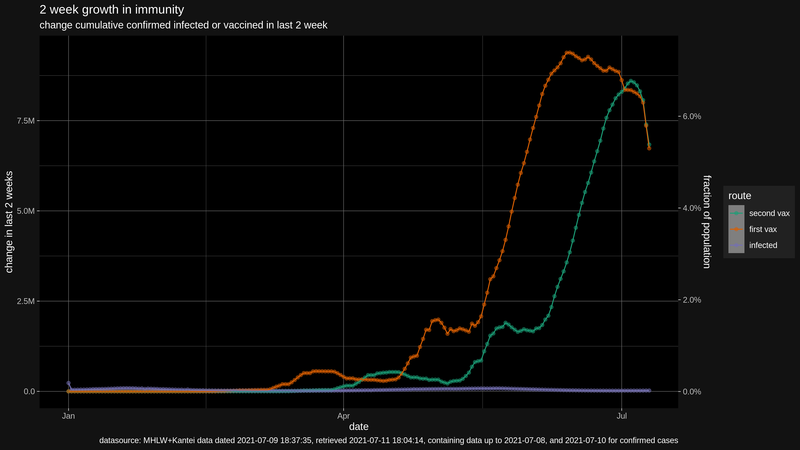 2 week growth in immunity
change cumulative confirmed infected or vaccined in last 2 week
change in last 2 weeks
7.5M
5.0M
2.5M
0.0
6.0%
4.0%
2.0%
0.0%
fraction of population
route
second vax
first vax
infected
Jan
Apr
Jul
date
datasource: MHLW+Kantei data dated 2021-07-09 18:37:35, retrieved 2021-07-11 18:04:14, containing data up to 2021-07-08, and 2021-07-10 for confirmed cases